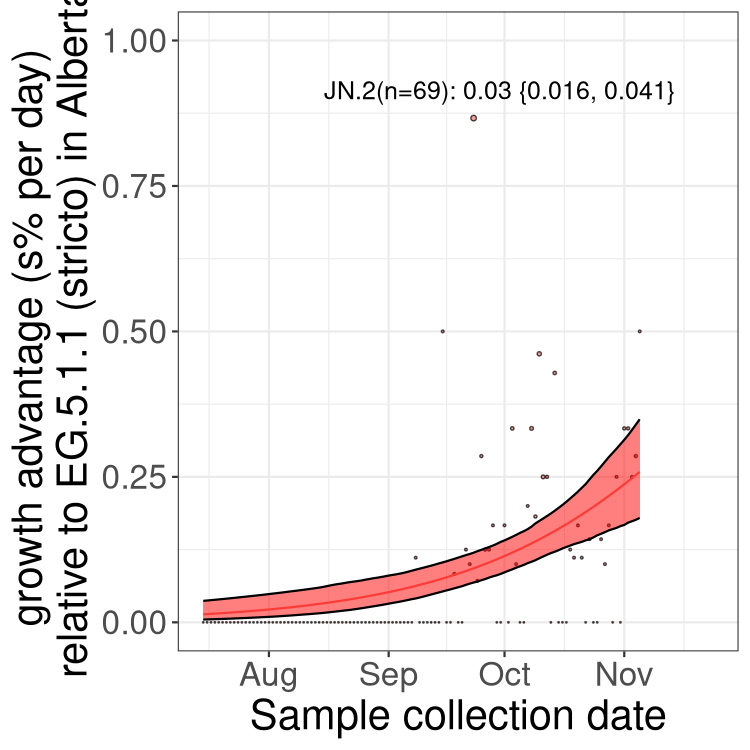 growth advantage (s% per day)
relative to EG.5.1.1 (stricto) in Alberta
1.00
0.75
0.50
0.25
0.00
JN.2(n=69): 0.03 {0.016, 0.041}
Aug Sep Oct Nov
Sample collection date